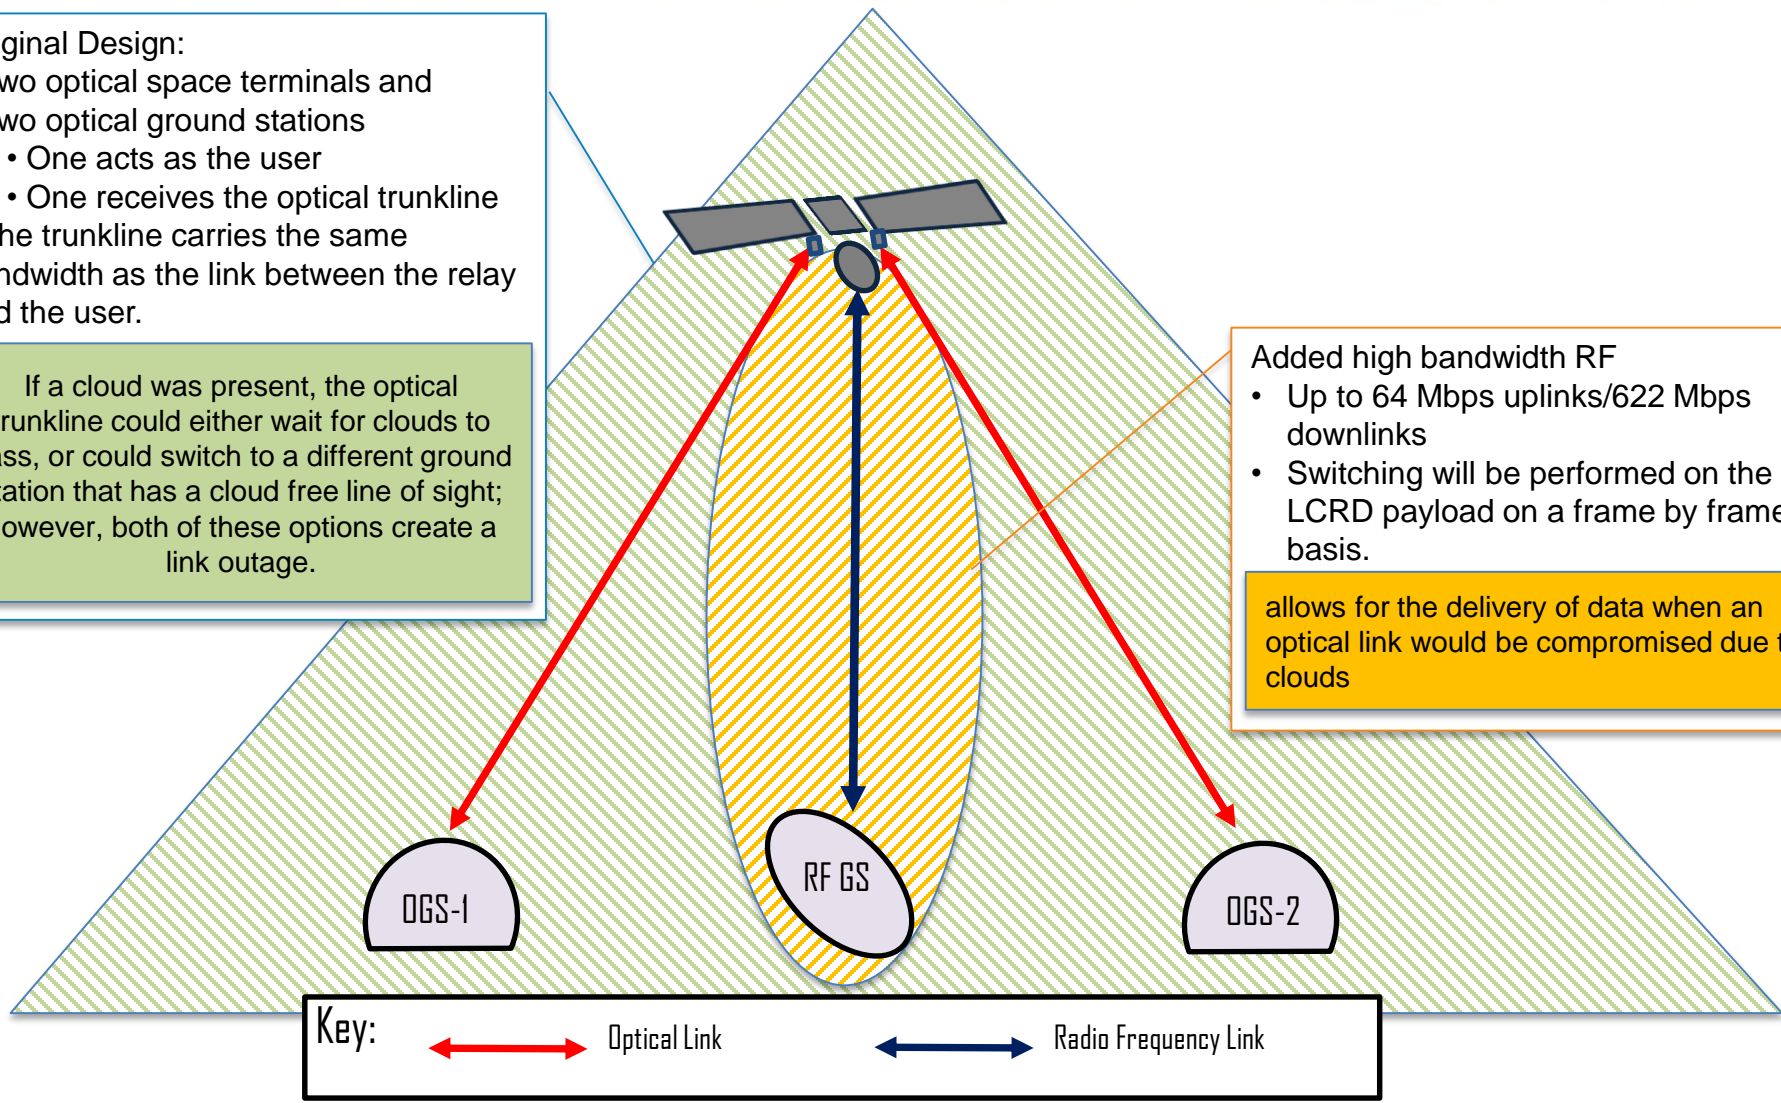 ginal Design:
wo optical space terminals and
wo optical ground stations
• One acts as the user
• One receives the optical trunkline
he trunkline carries the same
ndwidth as the link between the relay
d the user.
If a cloud was present, the optical
runkline could either wait for clouds to
ass, or could switch to a different ground
tation that has a cloud free line of sight;
owever, both of these options create a
link outage.
Added high bandwidth RF
• Up to 64 Mbps uplinks/622 Mbps
downlinks
• Switching will be performed on the
LCRD payload on a frame by frame
basis.
allows for the delivery of data when an
optical link would be compromised due t
clouds
OGS-1
RF GS
OGS-2
Key:
Optical Link
Radio Frequency Link